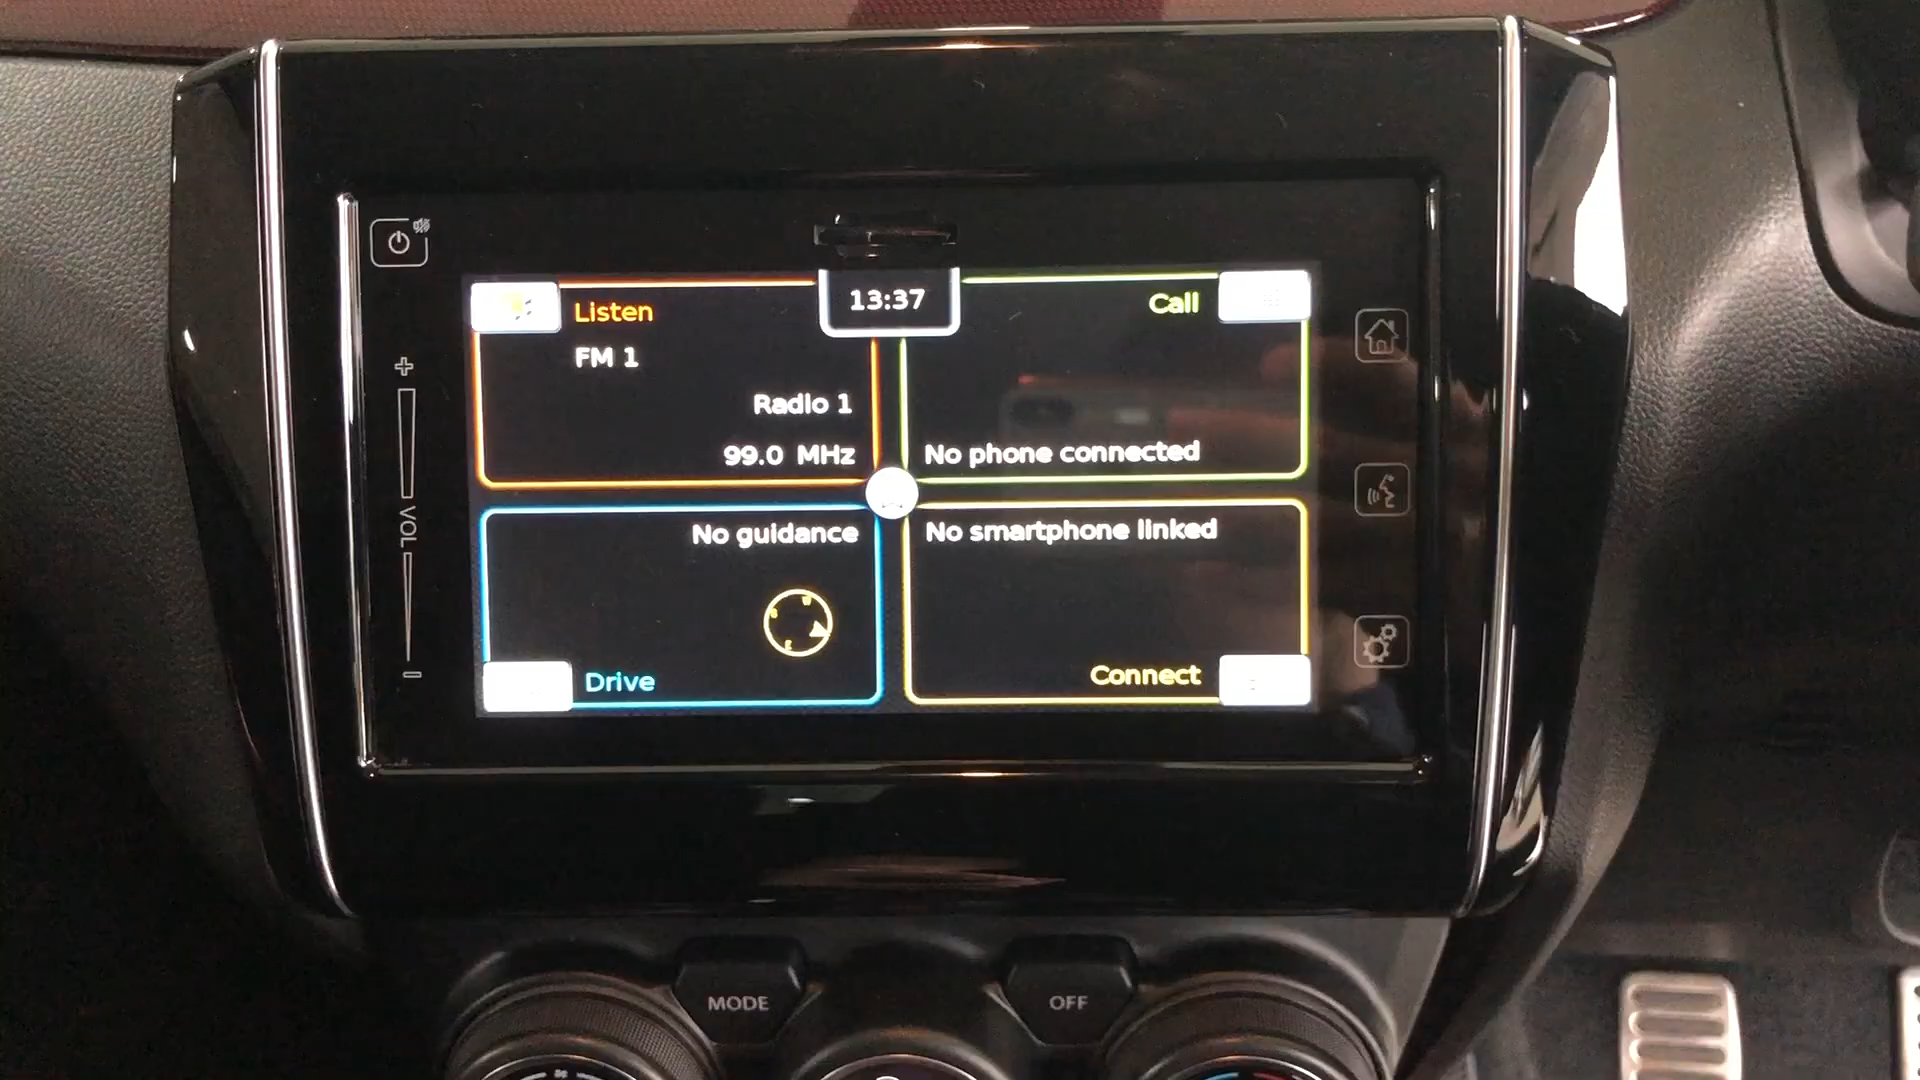 13:37
Listen
FM 1
Radio 1
99.0 MHz
Call
No phone connected
VOL
No guidance
Drive
No smartphone linked
Connect
MODE
OFF